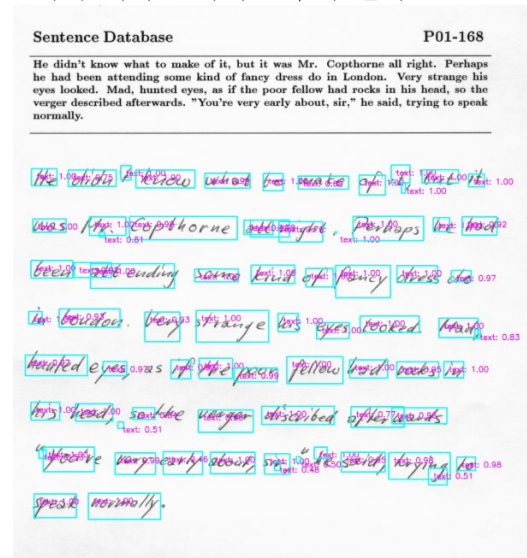 Sentence Database P01-168
He didn't know what to make of it, but it was Mr. Copthorne all right. Perhaps
he had been attending some kind of fancy dress do in London. Very strange his
eyes looked. Mad, hunted eyes, as if the poor fellow had rocks in his head, so the
verger described afterwards. "You're very early about, sir," he said, trying to speak
normally.
He didn't know what to make of it, but it
was Mr. Copthorne all right. Perhaps he had
been attending some kind of fancy dress do
in London. Very strange his eyes looked. Mad,
hunted eyes, as if the poor fellow had rocks in
his head, so the verger described afterwards
"You're very early about, sir," he said, trying to
speak normally.